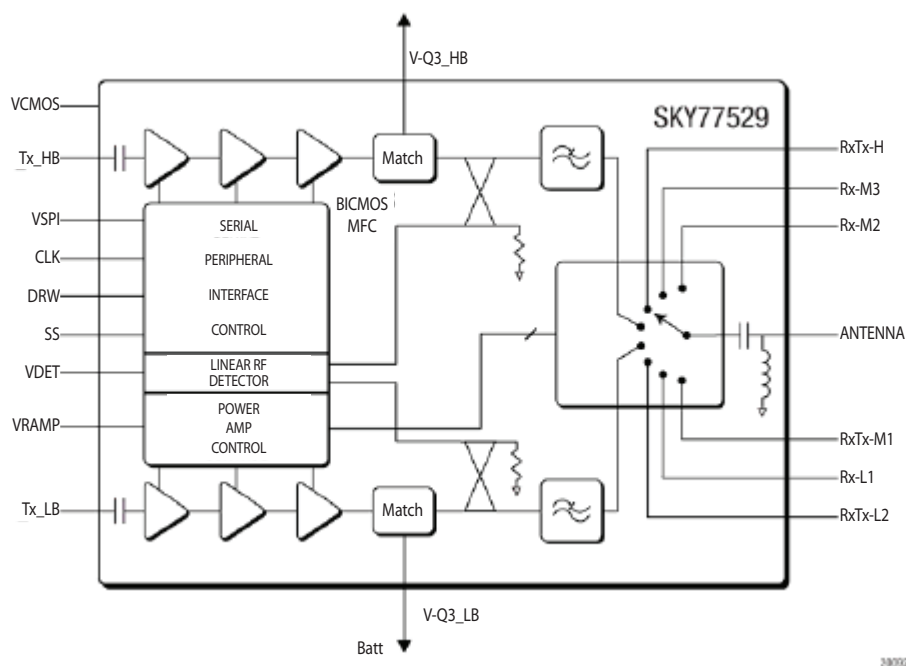 V-Q3_HB
SKY77529
VCMOS
Tx_HB
Match
RxTx-H
Rx-M3
Rx-M2
BICMOS
MFC
VSPI
CLK
DRW
SS
SERIAL
PERIPHERAL
INTERFACE
CONTROL
VDET
LINEAR RF
DETECTOR
VRAMP
POWER
AMP
CONTROL
ANTENNA
RxTx-M1
Rx-L1
RxTx-L2
Tx_LB
Match
V-Q3_LB
Batt